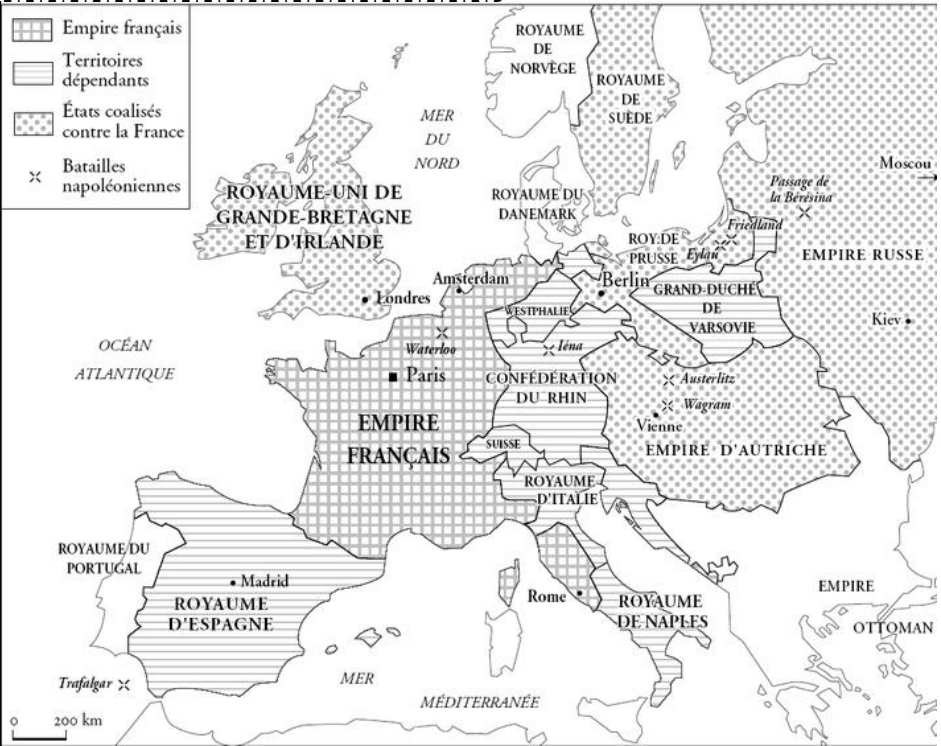 Empire français
Territoires
dépendants
États coalisés
contre la France
Batailles
napoléoniennes
ROYAUME
DE
NORVÈGE
ROYAUME
DE
SUÈDE
MER
DU
NORD
Moscou
ROYAUME-UNI DE
GRANDE-BRETAGNE
ET D'IRLANDE
ROYAUME DU
DANEMARK
Passage de
la Bérésina
Friedland
Eylau
ROY. DE
PRUSSE
EMPIRE RUSSE
Amsterdam
Berlin
GRAND-DUCHÉ
DE
VARSOVIE
Londres
WESTPHALIE
Kiev
Waterloo
Iéna
OCÉAN
ATLANTIQUE
Paris
CONFÉDÉRATION
DU RHIN
Austerlitz
Wagram
Vienne
EMPIRE
FRANÇAIS
SUISSE
EMPIRE D'AUTRICHE
ROYAUME
D'ITALIE
ROYAUME DU
PORTUGAL
Madrid
ROYAUME
D'ESPAGNE
Rome
ROYAUME
DE NAPLES
EMPIRE
OTTOMAN
Trafalgar
MER
MÉDITERRANÉE
0 200 km